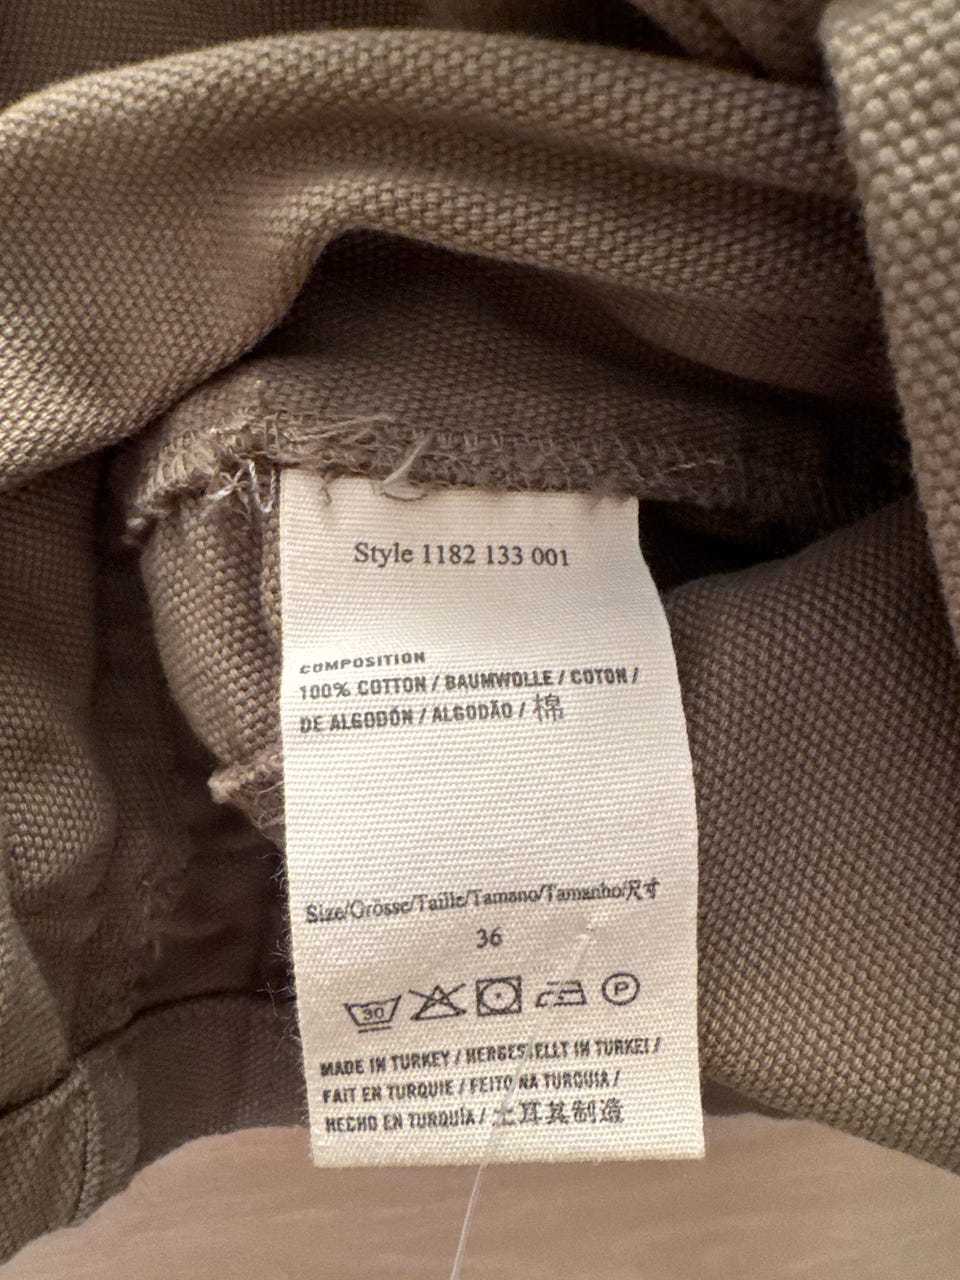 Style 1182 133 001
COMPOSITION
100% COTTON / BAUMWOLLE / COTON /
DE ALGODÓN / ALGODÃO / 棉
Size/Grösse/Taille/Tamano/Tamanho/尺寸
36
30 P
MADE IN TURKEY / HERGESTELLT IN TURKEI /
FAIT EN TURQUIE / FEITO NA TURQUIA /
HECHO EN TURQUÍA / 土耳其制造